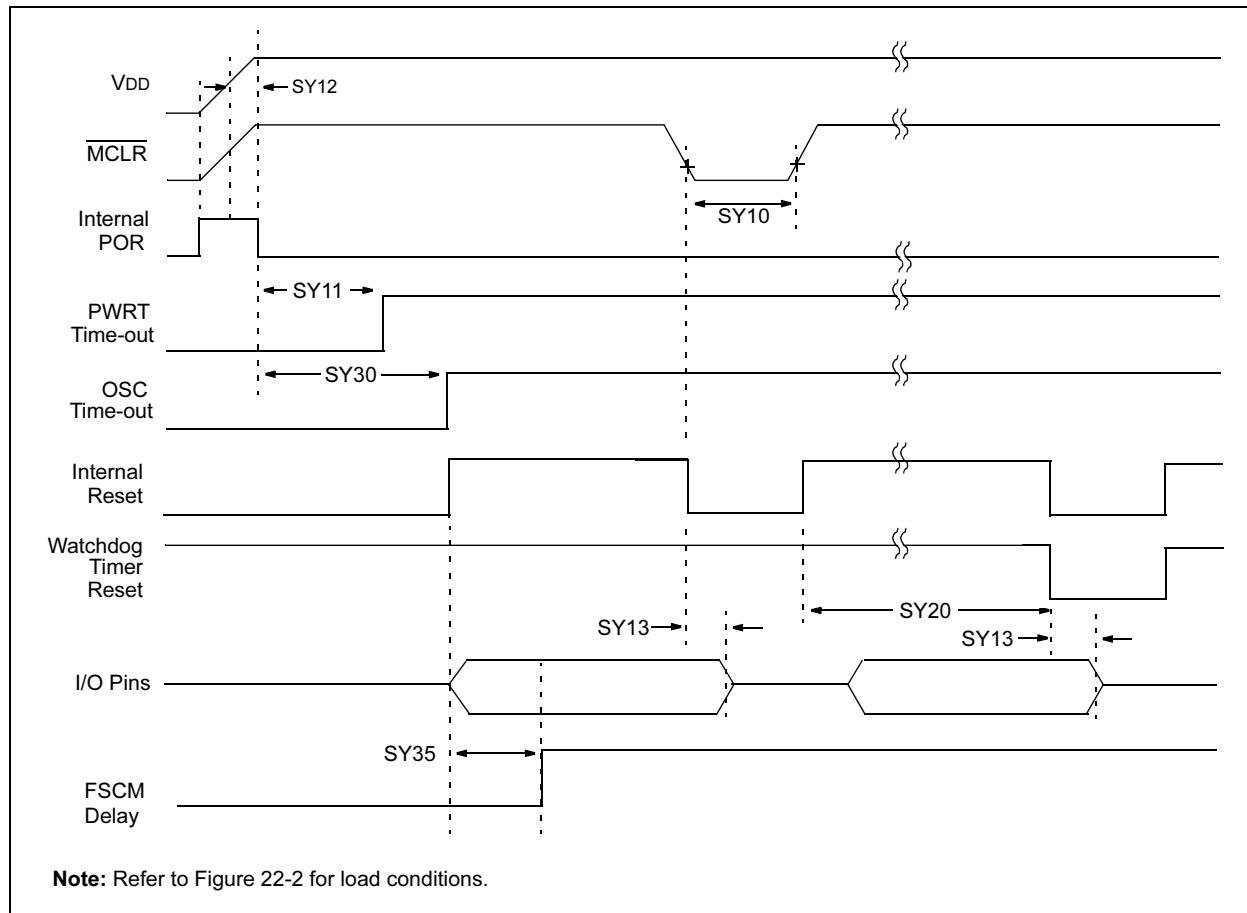 VDD
SY12
MCLR
SY10
Internal
POR
SY11
PWRT
Time-out
SY30
OSC
Time-out
Internal
Reset
Watchdog
Timer
Reset
SY20
SY13
SY13
I/O Pins
SY35
FSCM
Delay
Note: Refer to Figure 22-2 for load conditions.